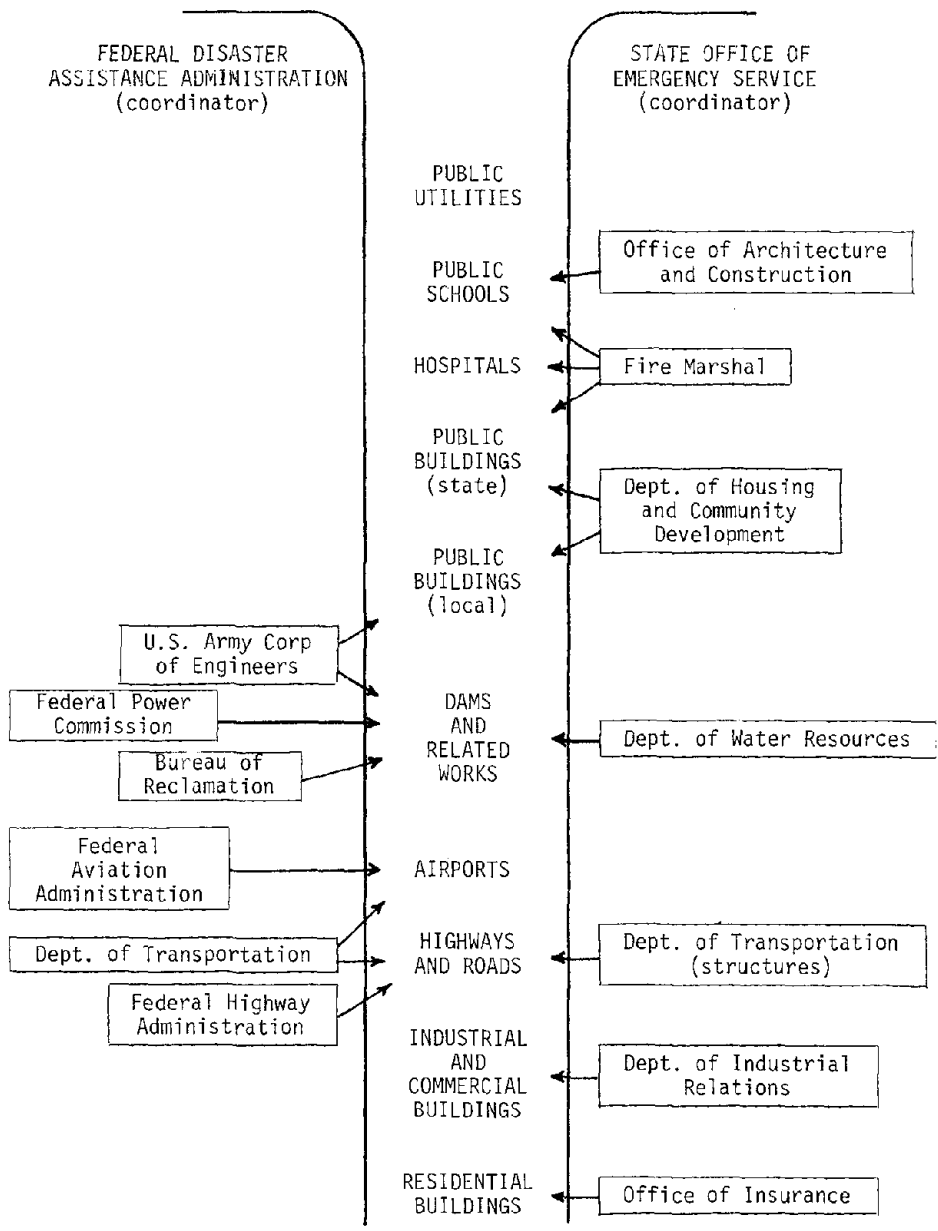 FEDERAL DISASTER
ASSISTANCE ADMINISTRATION
(coordinator)
STATE OFFICE OF
EMERGENCY SERVICE
(coordinator)
PUBLIC
UTILITIES
PUBLIC
SCHOOLS
Office of Architecture
and Construction
HOSPITALS
Fire Marshal
PUBLIC
BUILDINGS
(state)
Dept. of Housing
and Community
Development
PUBLIC
BUILDINGS
(local)
U.S. Army Corp
of Engineers
Federal Power
Commission
Bureau of
Reclamation
DAMS
AND
RELATED
WORKS
Dept. of Water Resources
Federal
Aviation
Administration
AIRPORTS
Dept. of Transportation
Federal Highway
Administration
HIGHWAYS
AND ROADS
Dept. of Transportation
(structures)
INDUSTRIAL
AND
COMMERCIAL
BUILDINGS
Dept. of Industrial
Relations
RESIDENTIAL
BUILDINGS
Office of Insurance